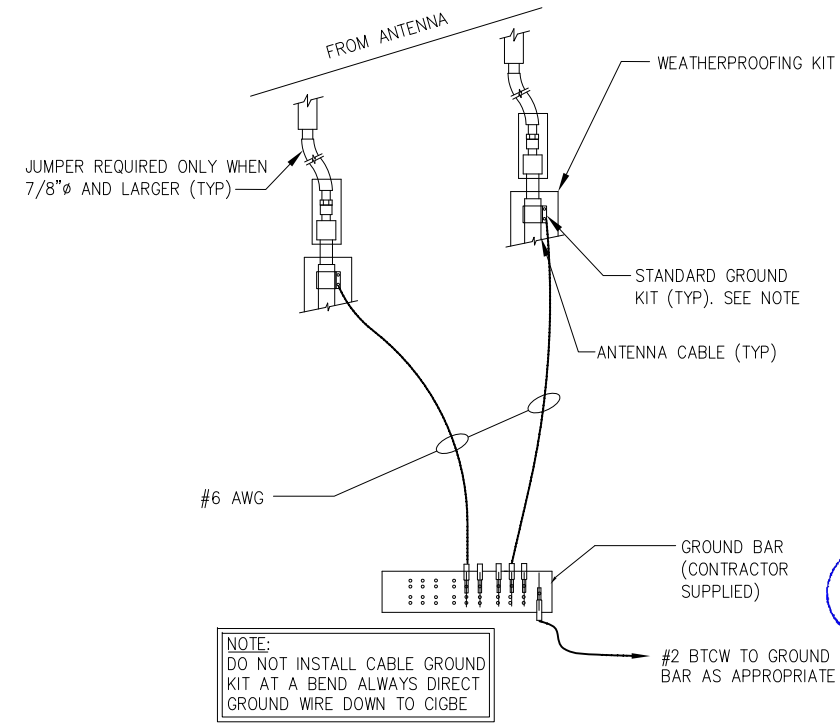 FROM ANTENNA
WEATHERPROOFING KIT
JUMPER REQUIRED ONLY WHEN
7/8"ø AND LARGER (TYP)
STANDARD GROUND
KIT (TYP). SEE NOTE
ANTENNA CABLE (TYP)
#6 AWG
GROUND BAR
(CONTRACTOR
SUPPLIED)
NOTE:
DO NOT INSTALL CABLE GROUND
KIT AT A BEND ALWAYS DIRECT
GROUND WIRE DOWN TO CIGBE
#2 BTCW TO GROUND
BAR AS APPROPRIATE